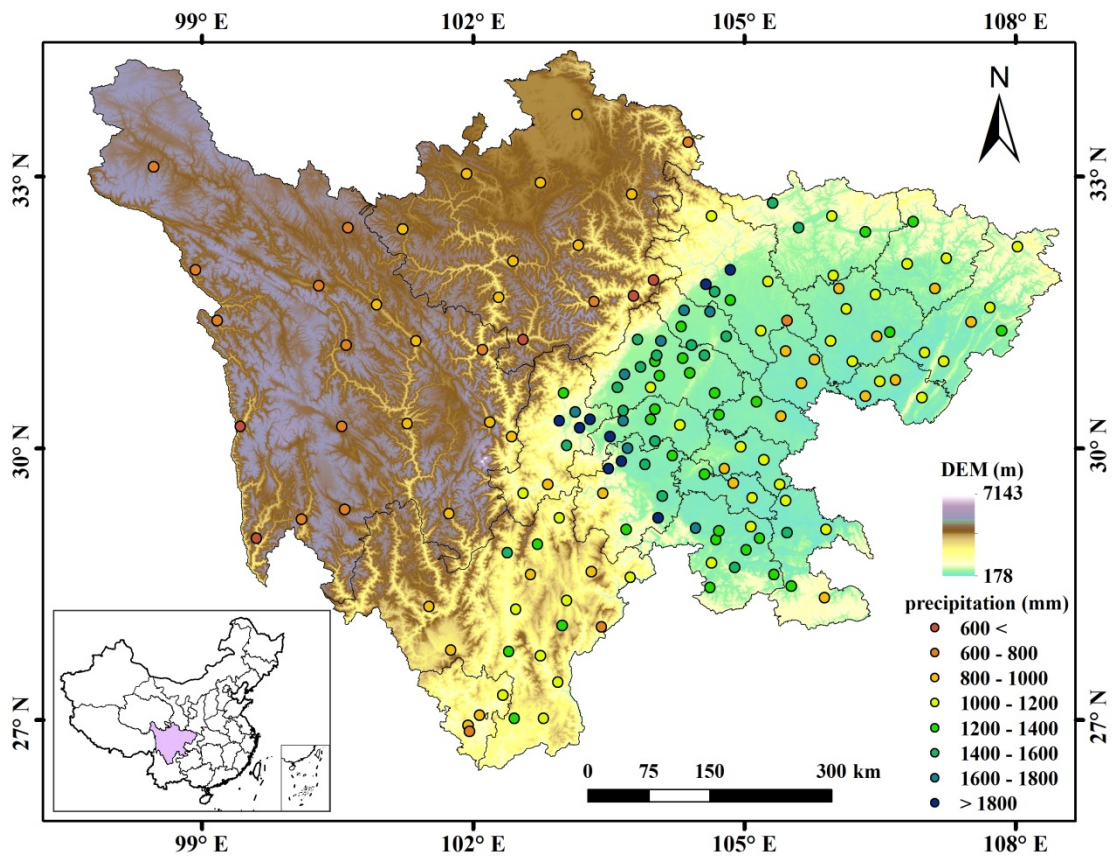 99° E 102° E 105° E 108° E
N
33° N 33° N
30° N 30° N
DEM (m)
7143
178
precipitation (mm)
600 <
600 - 800
800 - 1000
1000 - 1200
1200 - 1400
1400 - 1600
1600 - 1800
> 1800
27° N 27° N
0 75 150 300 km
99° E 102° E 105° E 108° E